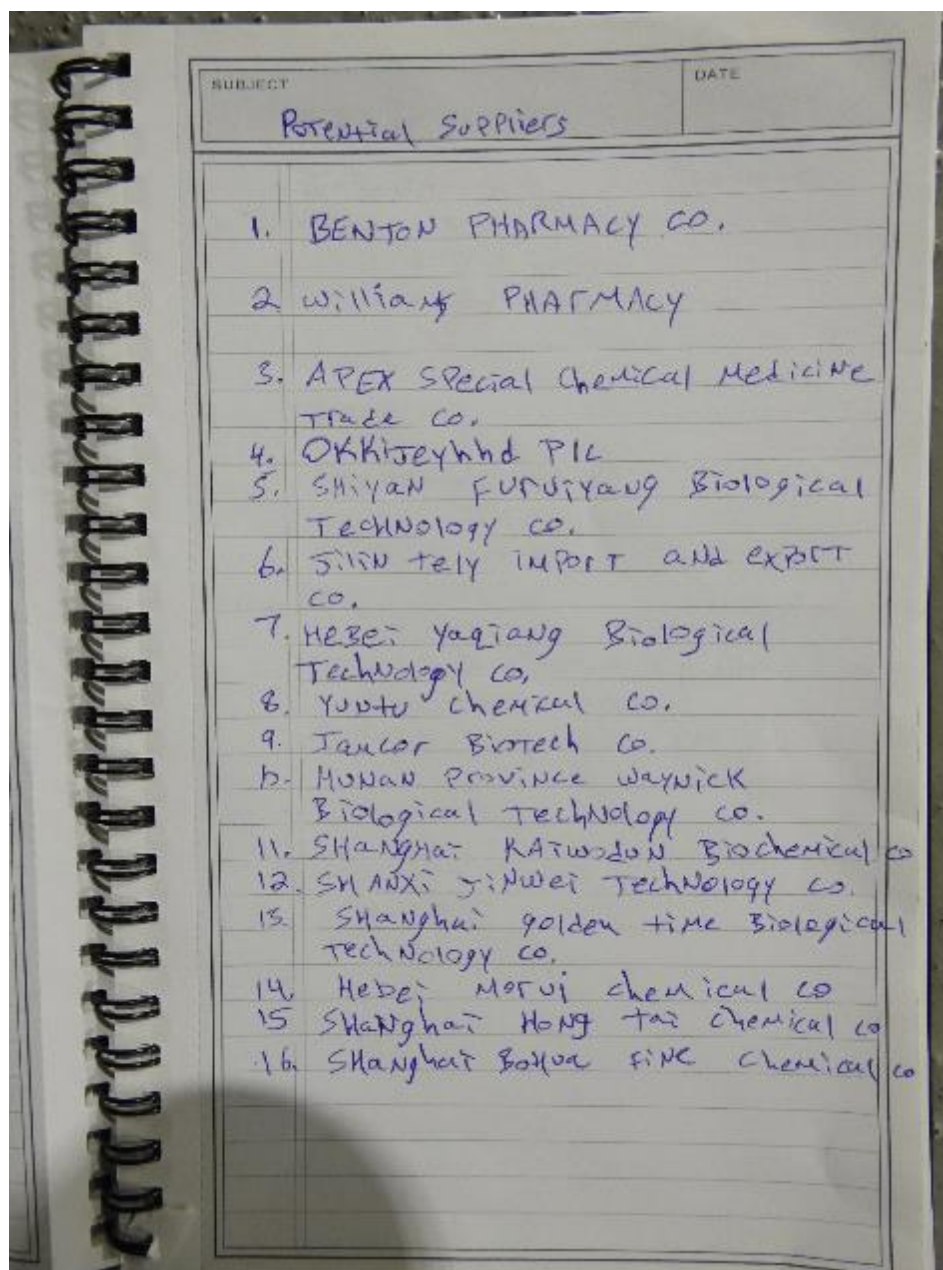 SUBJECT
DATE
Potential Suppliers
1. BENTON PHARMACY CO.
2 Williams PHARMACY
3. APEX Special Chemical Medicine
Trade Co.
4. OKKIJeyhhd Plc
5. SHiyaN FURUiyang Biological
TecHNology co.
6. JiliN tely IMPort and export
co.
7. HEBEi Yaqiang Biological
TechNology co.
8. Yuntu chemical co.
9. Jancor Biotech co.
HUNAN Province WayNick
Biological TechNology co.
11. SHangHai KAiwodun Biochemical co
12. SHANXi JiNWei TechNology co.
13. SHanghai golden time Biological
Technology co.
14. Hebei Morui chemical co
15 SHaNghai HoNg tai chemical co
16. SHanghai BoHua fiNe chemical co